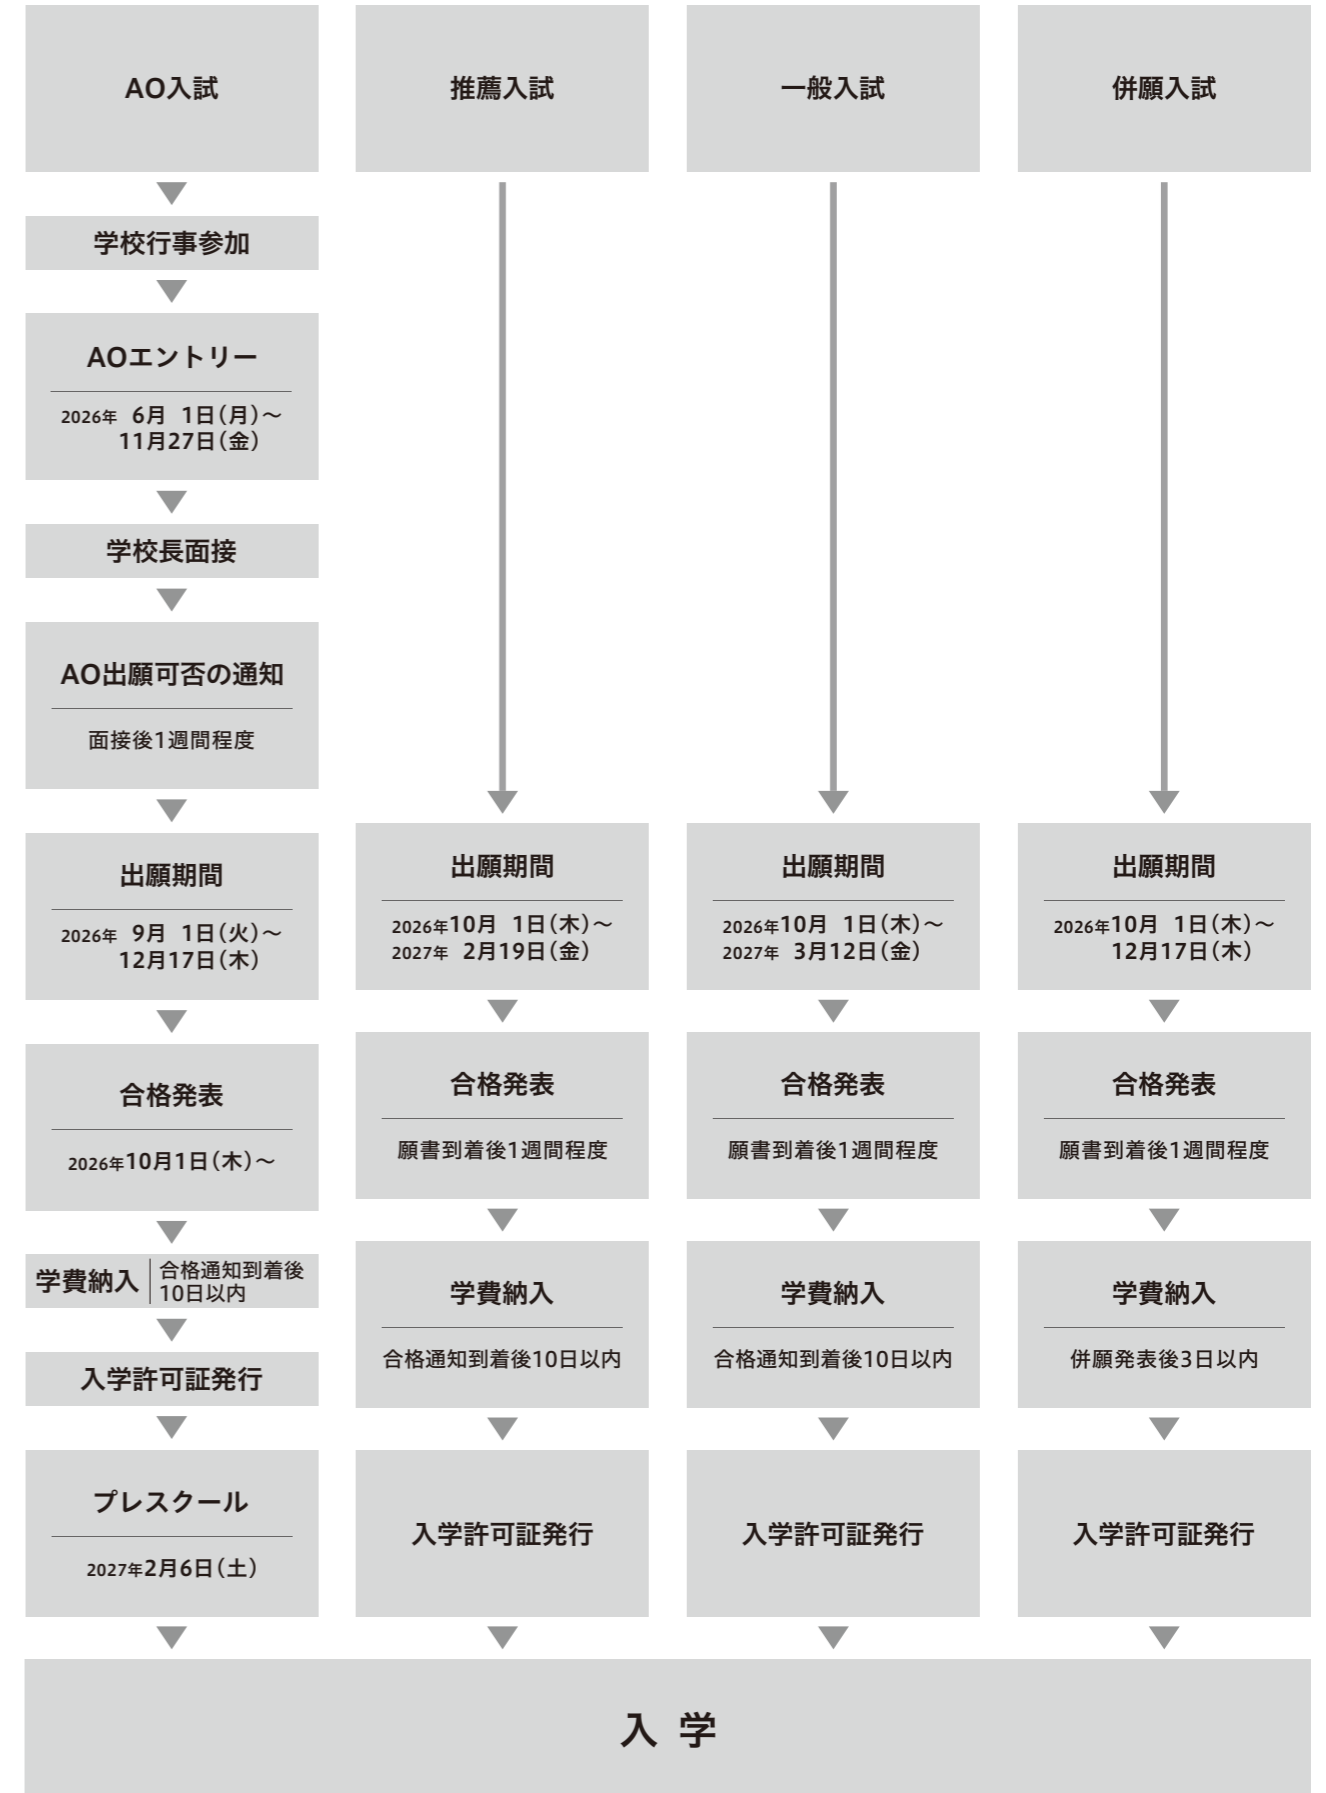 AO入試
学校行事参加
AOエントリー
2026年 6月 1日(月)～
11月27日(金)
学校長面接
AO出願可否の通知
面接後1週間程度
出願期間
2026年 9月 1日(火)～
12月17日(木)
合格発表
2026年10月1日(木)～
学費納入
合格通知到着後
10日以内
入学許可証発行
プレスクール
2027年2月6日(土)
推薦入試
出願期間
2026年10月 1日(木)～
2027年 2月19日(金)
合格発表
願書到着後1週間程度
学費納入
合格通知到着後10日以内
入学許可証発行
一般入試
出願期間
2026年10月 1日(木)～
2027年 3月12日(金)
合格発表
願書到着後1週間程度
学費納入
合格通知到着後10日以内
入学許可証発行
併願入試
出願期間
2026年10月 1日(木)～
12月17日(木)
合格発表
願書到着後1週間程度
学費納入
併願発表後3日以内
入学許可証発行
入 学